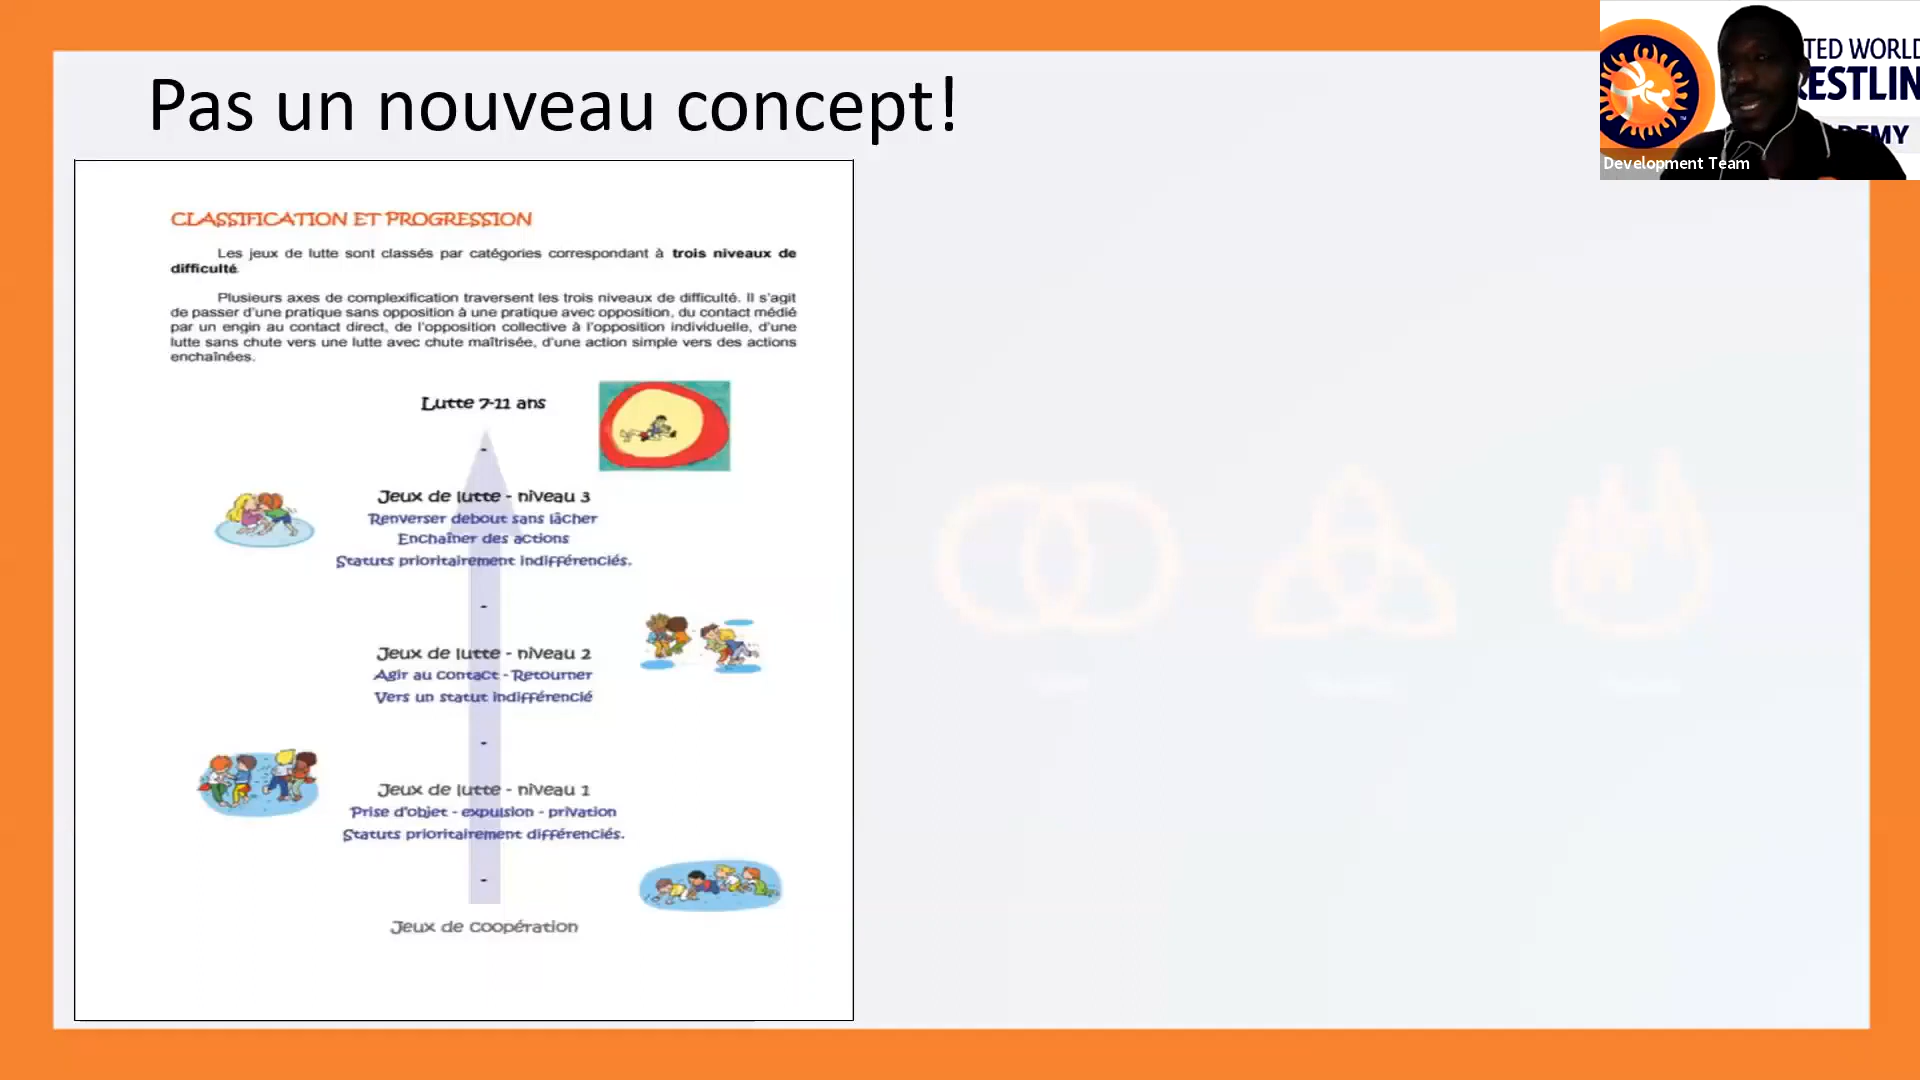 Pas un nouveau concept!
TED WORLD
ESTLIN
EMY
Development Team
CLASSIFICATION ET PROGRESSION
Les jeux de lutte sont classés par catégories correspondant à trois niveaux de
difficulté.
Plusieurs axes de complexification traversent les trois niveaux de difficulté. Il s'agit
de passer d'une pratique sans opposition à une pratique avec opposition, du contact médié
par un engin au contact direct, de l'opposition collective à l'opposition individuelle, d'une
lutte sans chute vers une lutte avec chute maîtrisée, d'une action simple vers des actions
enchaînées.
Lutte 7-11 ans
Jeux de lutte - niveau 3
Renverser debout sans lâcher
Enchaîner des actions
Statuts prioritairement indifférenciés.
Jeux de lutte - niveau 2
Agir au contact - Retourner
Vers un statut indifférencié
Jeux de lutte - niveau 1
Prise d'objet - expulsion - privation
Statuts prioritairement différenciés.
Jeux de coopération